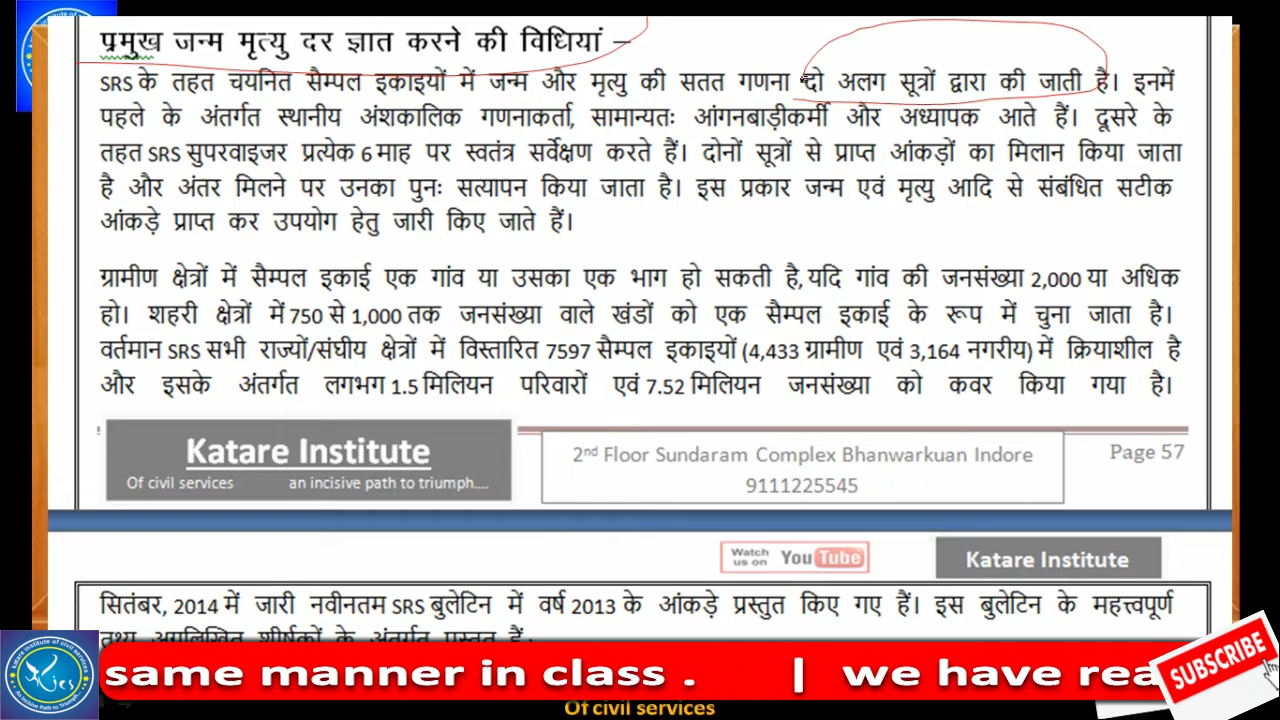 प्रमुख जन्म मृत्यु दर ज्ञात करने की विधियां –
SRS के तहत चयनित सैम्पल इकाइयों में जन्म और मृत्यु की सतत गणना दो अलग सूत्रों द्वारा की जाती है। इनमें
पहले के अंतर्गत स्थानीय अंशकालिक गणनाकर्ता, सामान्यतः आंगनबाड़ीकर्मी और अध्यापक आते हैं। दूसरे के
तहत SRS सुपरवाइजर प्रत्येक 6 माह पर स्वतंत्र सर्वेक्षण करते हैं। दोनों सूत्रों से प्राप्त आंकड़ों का मिलान किया जाता
है और अंतर मिलने पर उनका पुनः सत्यापन किया जाता है। इस प्रकार जन्म एवं मृत्यु आदि से संबंधित सटीक
आंकड़े प्राप्त कर उपयोग हेतु जारी किए जाते हैं।
ग्रामीण क्षेत्रों में सैम्पल इकाई एक गांव या उसका एक भाग हो सकती है, यदि गांव की जनसंख्या 2,000 या अधिक
हो। शहरी क्षेत्रों में 750 से 1,000 तक जनसंख्या वाले खंडों को एक सैम्पल इकाई के रूप में चुना जाता है।
वर्तमान SRS सभी राज्यों/संघीय क्षेत्रों में विस्तारित 7597 सैम्पल इकाइयों (4,433 ग्रामीण एवं 3,164 नगरीय) में क्रियाशील है
और इसके अंतर्गत लगभग 1.5 मिलियन परिवारों एवं 7.52 मिलियन जनसंख्या को कवर किया गया है।
Katare Institute
Of civil services an incisive path to triumph....
2nd Floor Sundaram Complex Bhanwarkuan Indore
9111225545
Page 57
Watch us on YouTube
Katare Institute
सितंबर, 2014 में जारी नवीनतम SRS बुलेटिन में वर्ष 2013 के आंकड़े प्रस्तुत किए गए हैं। इस बुलेटिन के महत्त्वपूर्ण
तथ्य अग्रलिखित शीर्षकों के अंतर्गत प्रस्तुत हैं :
same manner in class . | we have rea
SUBSCRIBE
Of civil services